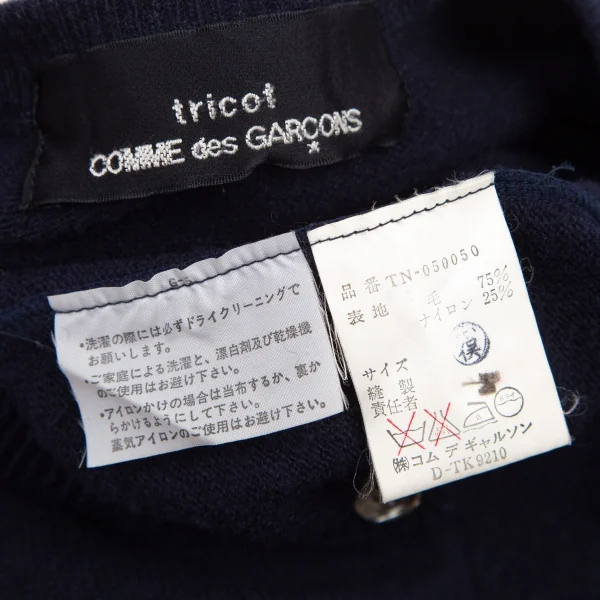 tricot
COMME des GARÇONS
・洗濯の際には必ずドライクリーニングで
お願いします。
・ご家庭による洗濯と、漂白剤及び乾燥機
のご使用はお避け下さい。
・アイロンかけの場合は当布するか、裏か
らかけるようにして下さい。
蒸気アイロンのご使用はお避け下さい。
品番 TN-050050
表地 毛 75%
ナイロン 25%
サイズ
縫製
責任者
㈱コム デ ギャルソン
D-TK9210